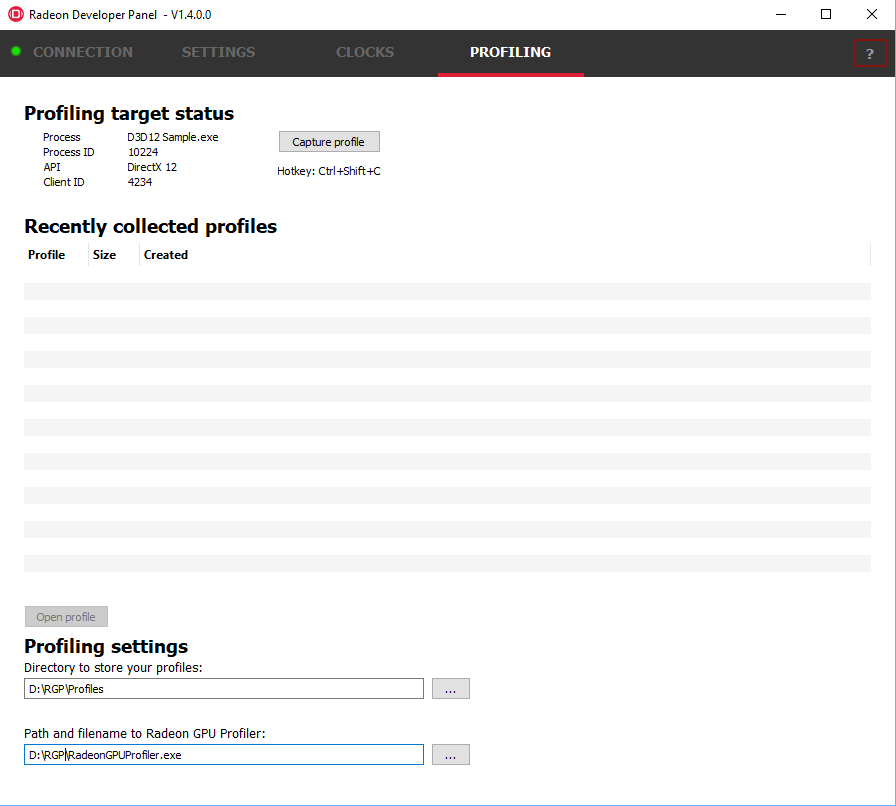 Radeon Developer Panel - V1.4.0.0
CONNECTION SETTINGS CLOCKS PROFILING ?
Profiling target status
Process D3D12 Sample.exe Capture profile
Process ID 10224
API DirectX 12 Hotkey: Ctrl+Shift+C
Client ID 4234
Recently collected profiles
Profile Size Created
Open profile
Profiling settings
Directory to store your profiles:
D:\RGP\Profiles ...
Path and filename to Radeon GPU Profiler:
D:\RGP\RadeonGPUProfiler.exe ...